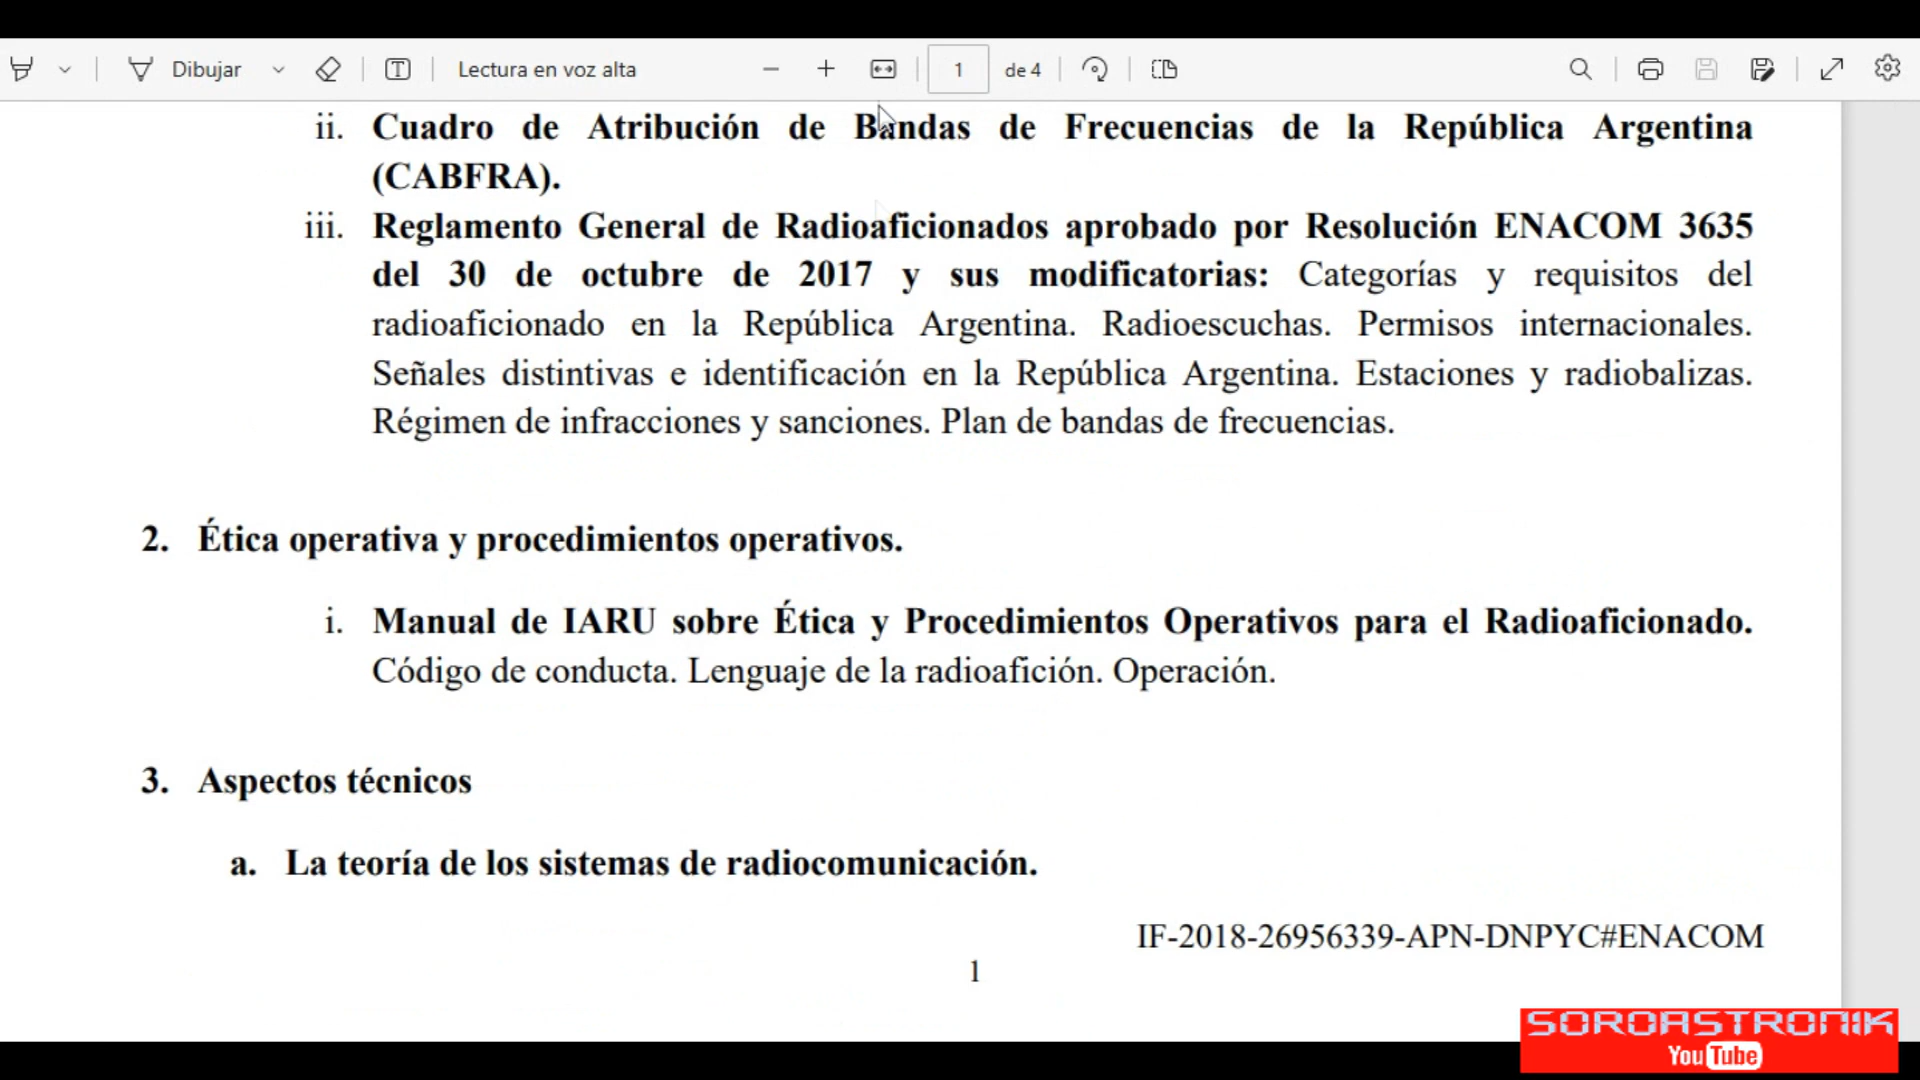 Dibujar
Lectura en voz alta
1
de 4
ii. Cuadro de Atribución de Bandas de Frecuencias de la República Argentina
(CABFRA).
iii. Reglamento General de Radioaficionados aprobado por Resolución ENACOM 3635
del 30 de octubre de 2017 y sus modificatorias: Categorías y requisitos del
radioaficionado en la República Argentina. Radioescuchas. Permisos internacionales.
Señales distintivas e identificación en la República Argentina. Estaciones y radiobalizas.
Régimen de infracciones y sanciones. Plan de bandas de frecuencias.
2. Ética operativa y procedimientos operativos.
i. Manual de IARU sobre Ética y Procedimientos Operativos para el Radioaficionado.
Código de conducta. Lenguaje de la radioafición. Operación.
3. Aspectos técnicos
a. La teoría de los sistemas de radiocomunicación.
IF-2018-26956339-APN-DNPYC#ENACOM
1
SOROASTRONIK
YouTube